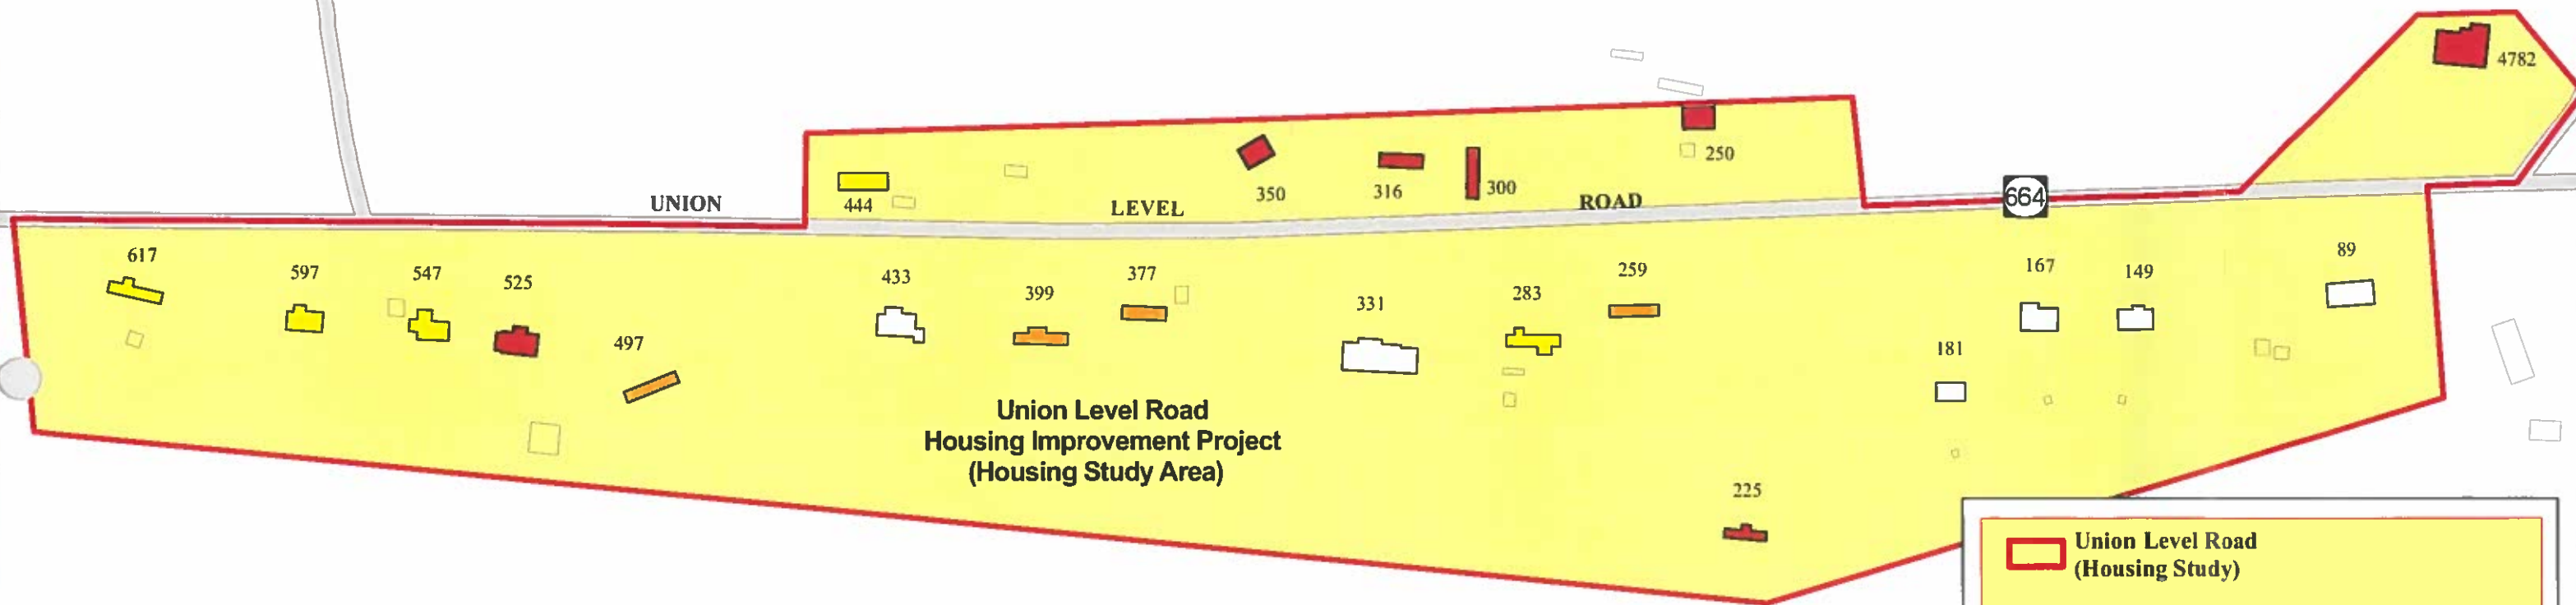 4782
250
UNION
444
LEVEL
350
316
300
ROAD
664
617
597
547
525
497
433
399
377
331
283
259
181
167
149
89
225
Union Level Road
Housing Improvement Project
(Housing Study Area)
Union Level Road
(Housing Study)